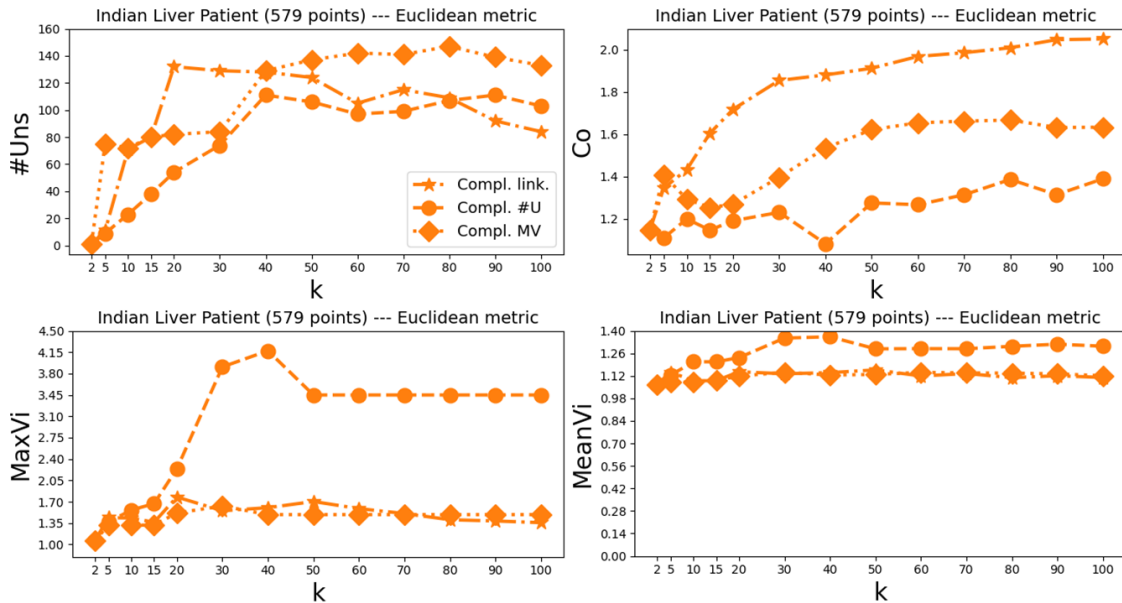 Indian Liver Patient (579 points) --- Euclidean metric
160
140
120
100
80
60
40
20
0
#Uns
Compl. link.
Compl. #U
Compl. MV
2 5 10 15 20 30 40 50 60 70 80 90 100
k
Indian Liver Patient (579 points) --- Euclidean metric
2.0
1.8
1.6
1.4
1.2
Co
2 5 10 15 20 30 40 50 60 70 80 90 100
k
Indian Liver Patient (579 points) --- Euclidean metric
4.50
4.15
3.80
3.45
3.10
2.75
2.40
2.05
1.70
1.35
1.00
MaxVi
2 5 10 15 20 30 40 50 60 70 80 90 100
k
Indian Liver Patient (579 points) --- Euclidean metric
1.40
1.26
1.12
0.98
0.84
0.70
0.56
0.42
0.28
0.14
0.00
MeanVi
2 5 10 15 20 30 40 50 60 70 80 90 100
k